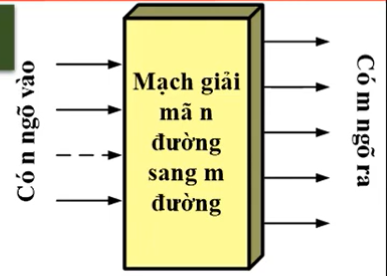 Có n ngõ vào
Mạch giải
mã n
đường
sang m
đường
Có m ngõ ra